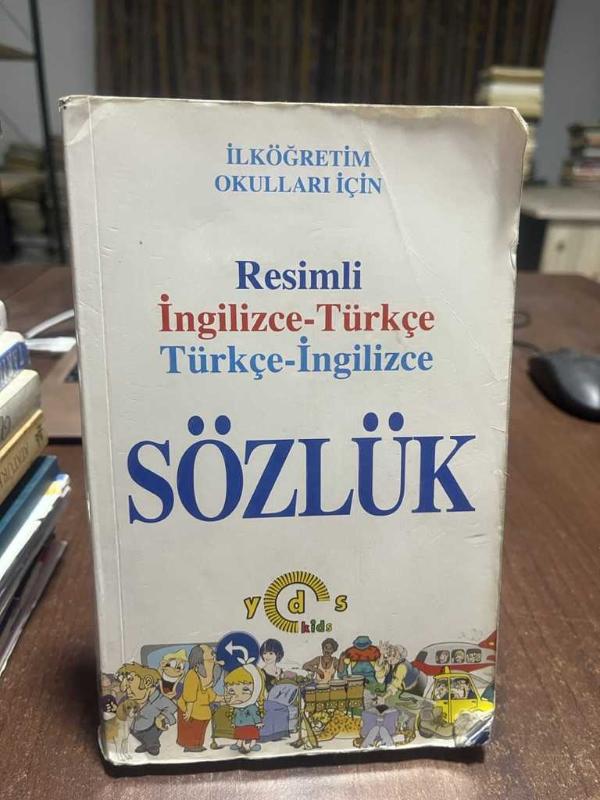 İLKÖĞRETİM
OKULLARI İÇİN
Resimli
İngilizce-Türkçe
Türkçe-İngilizce
SÖZLÜK
yds
kids